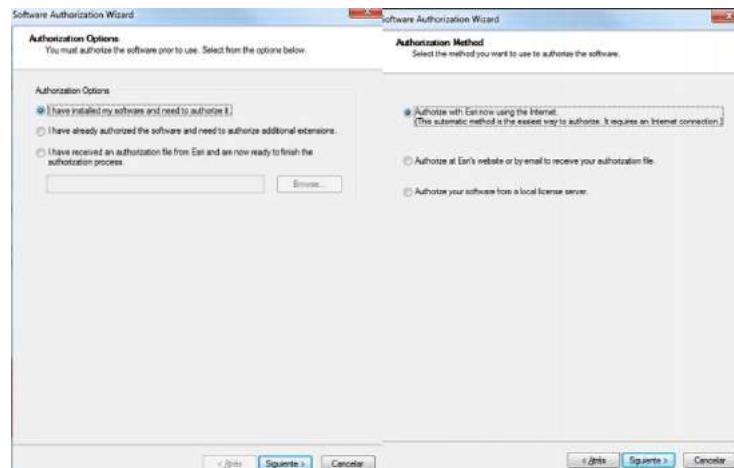 Software Authorization Wizard
Authorization Options
You must authorize the software prior to use. Select from the options below.
Authorization Options
I have installed my software and need to authorize it.
I have already authorized the software and need to authorize additional extensions.
I have received an authorization file from Esri and am now ready to finish the
authorization process.
Browse...
< Atrás
Siguiente >
Cancelar
Software Authorization Wizard
Authorization Method
Select the method you want to use to authorize the software.
Authorize with Esri now using the Internet.
(This automatic method is the easiest way to authorize. It requires an Internet connection.)
Authorize at Esri's website or by email to receive your authorization file.
Authorize your software from a local license server.
< Atrás
Siguiente >
Cancelar